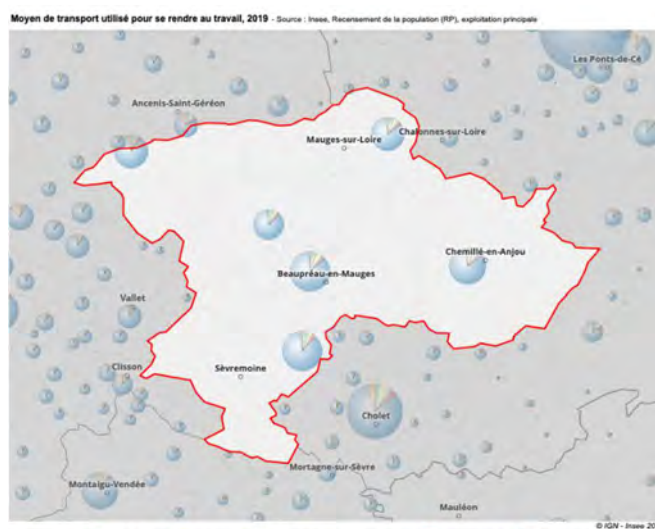 Moyen de transport utilisé pour se rendre au travail, 2019 - Source : Insee, Recensement de la population (RP), exploitation principale
Les Ponts-de-Cé
Ancenis-Saint-Géréon
Chalonnes-sur-Loire
Mauges-sur-Loire
Chemillé-en-Anjou
Beaupréau-en-Mauges
Vallet
Clisson
Sèvremoine
Cholet
Mortagne-sur-Sèvre
Montaigu-Vendée
Mauléon
© IGN - Insee 20